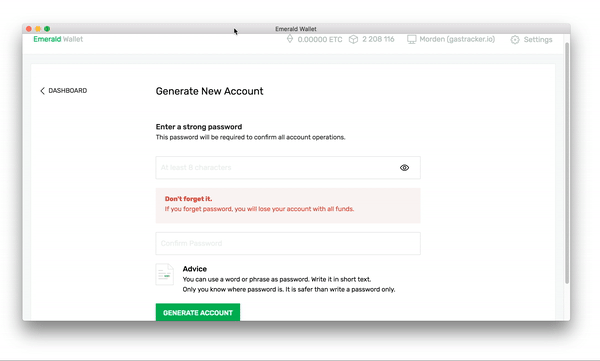 Emerald Wallet
Emerald Wallet 0.00000 ETC 2 208 116 Morden (gastracker.io) Settings
DASHBOARD
Generate New Account
Enter a strong password
This password will be required to confirm all account operations.
At least 8 characters
Don't forget it.
If you forget password, you will lose your account with all funds.
Confirm Password
Advice
You can use a word or phrase as password. Write it in short text.
Only you know where password is. It is safer than write a password only.
GENERATE ACCOUNT